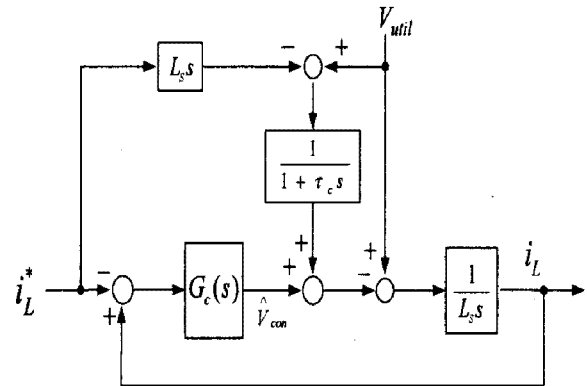 V_util
− +
L_s s
1
1 + τ_c s
+ +
− G_c(s) + − 1 i_L
i_L^* + V̂_con L_s s